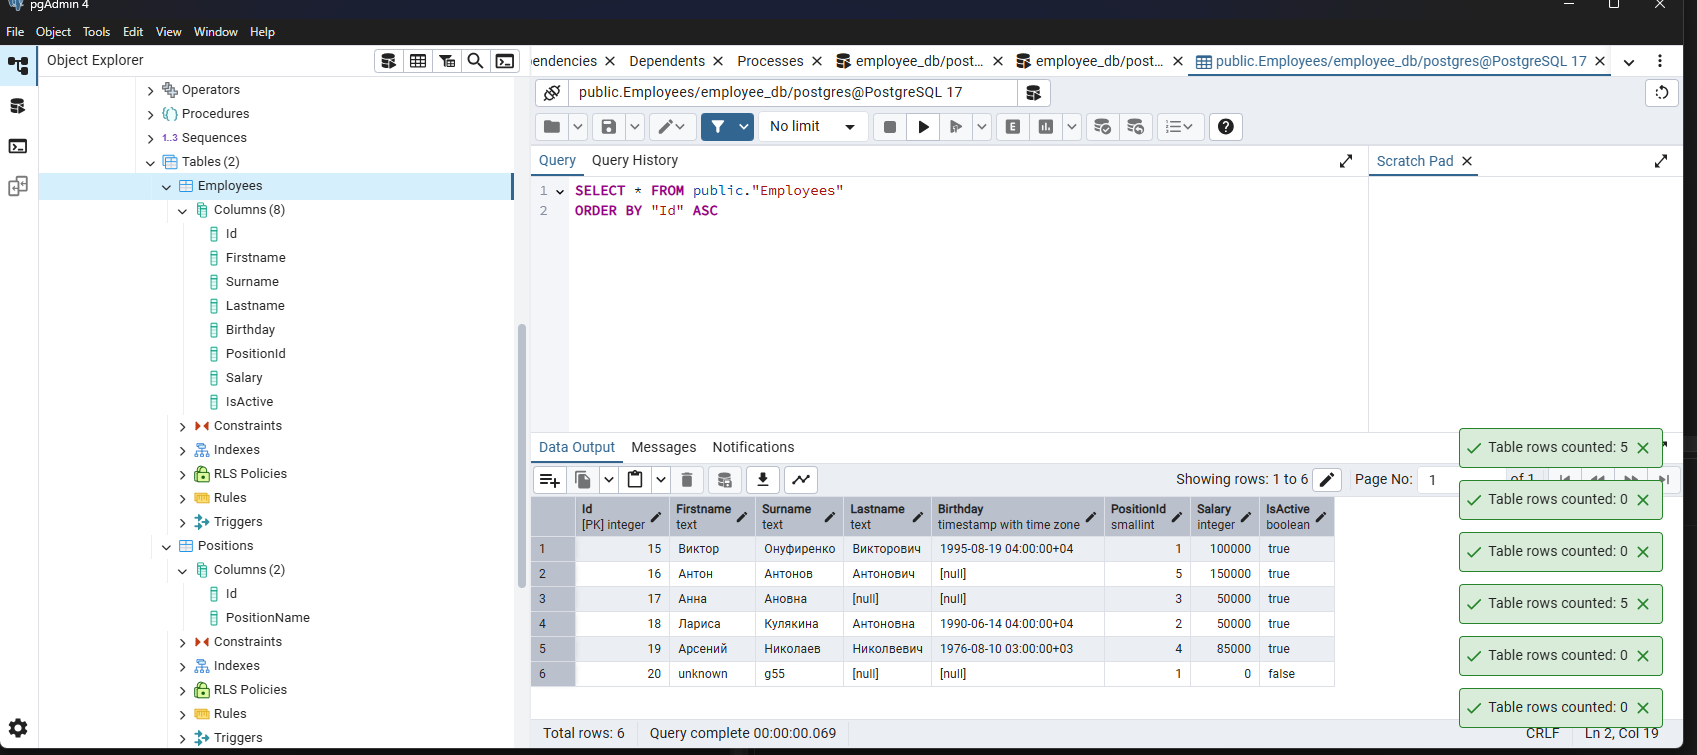 pgAdmin 4
File Object Tools Edit View Window Help
Object Explorer
Operators
Procedures
1..3 Sequences
Tables (2)
Employees
Columns (8)
Id
Firstname
Surname
Lastname
Birthday
PositionId
Salary
IsActive
Constraints
Indexes
RLS Policies
Rules
Triggers
Positions
Columns (2)
Id
PositionName
Constraints
Indexes
RLS Policies
Rules
Triggers
endencies Dependents Processes employee_db/post... employee_db/post... public.Employees/employee_db/postgres@PostgreSQL 17
public.Employees/employee_db/postgres@PostgreSQL 17
No limit
E
Query Query History
Scratch Pad
1 SELECT * FROM public."Employees"
2 ORDER BY "Id" ASC
Data Output Messages Notifications
Showing rows: 1 to 6 Page No: 1 of 1
Id Firstname Surname Lastname Birthday PositionId Salary IsActive
[PK] integer text text text timestamp with time zone smallint integer boolean
1 15 Виктор Онуфиренко Викторович 1995-08-19 04:00:00+04 1 100000 true
2 16 Антон Антонов Антонович [null] 5 150000 true
3 17 Анна Ановна [null] [null] 3 50000 true
4 18 Лариса Кулякина Антоновна 1990-06-14 04:00:00+04 2 50000 true
5 19 Арсений Николаев Николвевич 1976-08-10 03:00:00+03 4 85000 true
6 20 unknown g55 [null] [null] 1 0 false
Table rows counted: 5
Table rows counted: 0
Table rows counted: 0
Table rows counted: 5
Table rows counted: 0
Table rows counted: 0
Total rows: 6 Query complete 00:00:00.069
CRLF Ln 2, Col 19